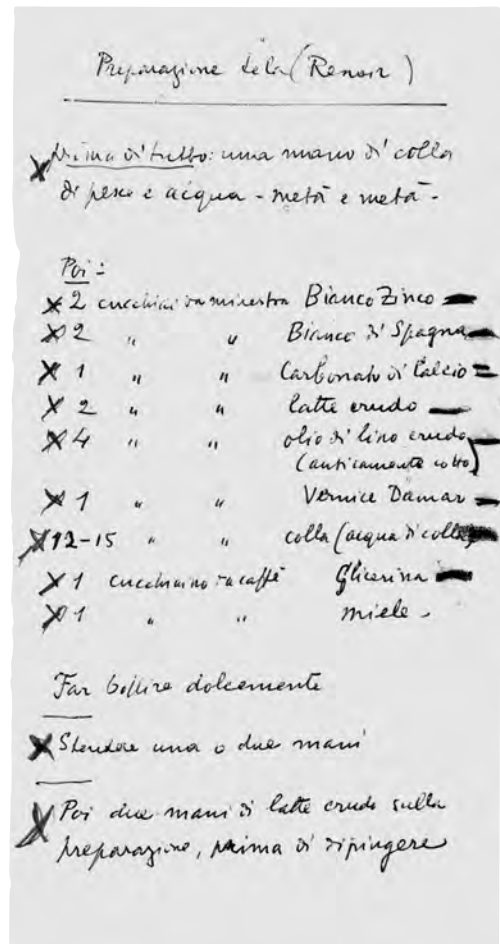 Preparazione tela (Renoir)
Prima di tutto: una mano di colla
di pesce e acqua - metà e metà -
Poi :
2 cucchiai da minestra Bianco Zinco
2 " " Bianco di Spagna
1 " " Carbonato di Calcio
2 " " latte crudo
4 " " olio di lino crudo
(anticamente cotto)
1 " " Vernice Damar
12-15 " " colla (acqua di colla)
1 cucchiaino da caffè Glicerina
1 " " miele -
Far bollire dolcemente
Stendere una o due mani
Poi due mani di latte crudo sulla
preparazione, prima di dipingere